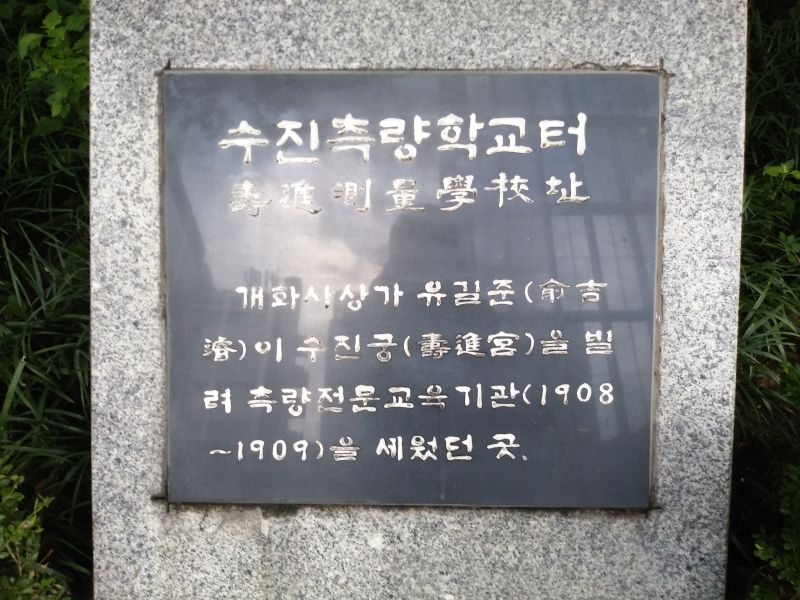 수진측량학교터
壽進測量學校址
개화사상가 유길준(兪吉
濬)이 수진궁(壽進宮)을 빌
려 측량전문교육기관(1908
~1909)을 세웠던 곳.